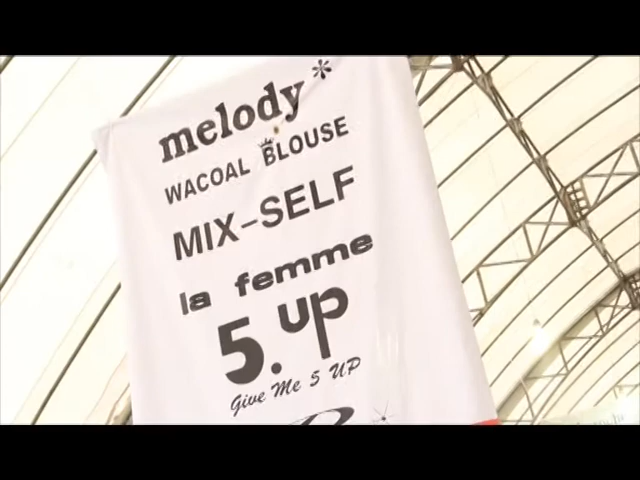 melody*
WACOAL BLOUSE
MIX-SELF
la femme
5.up
Give Me 5 UP